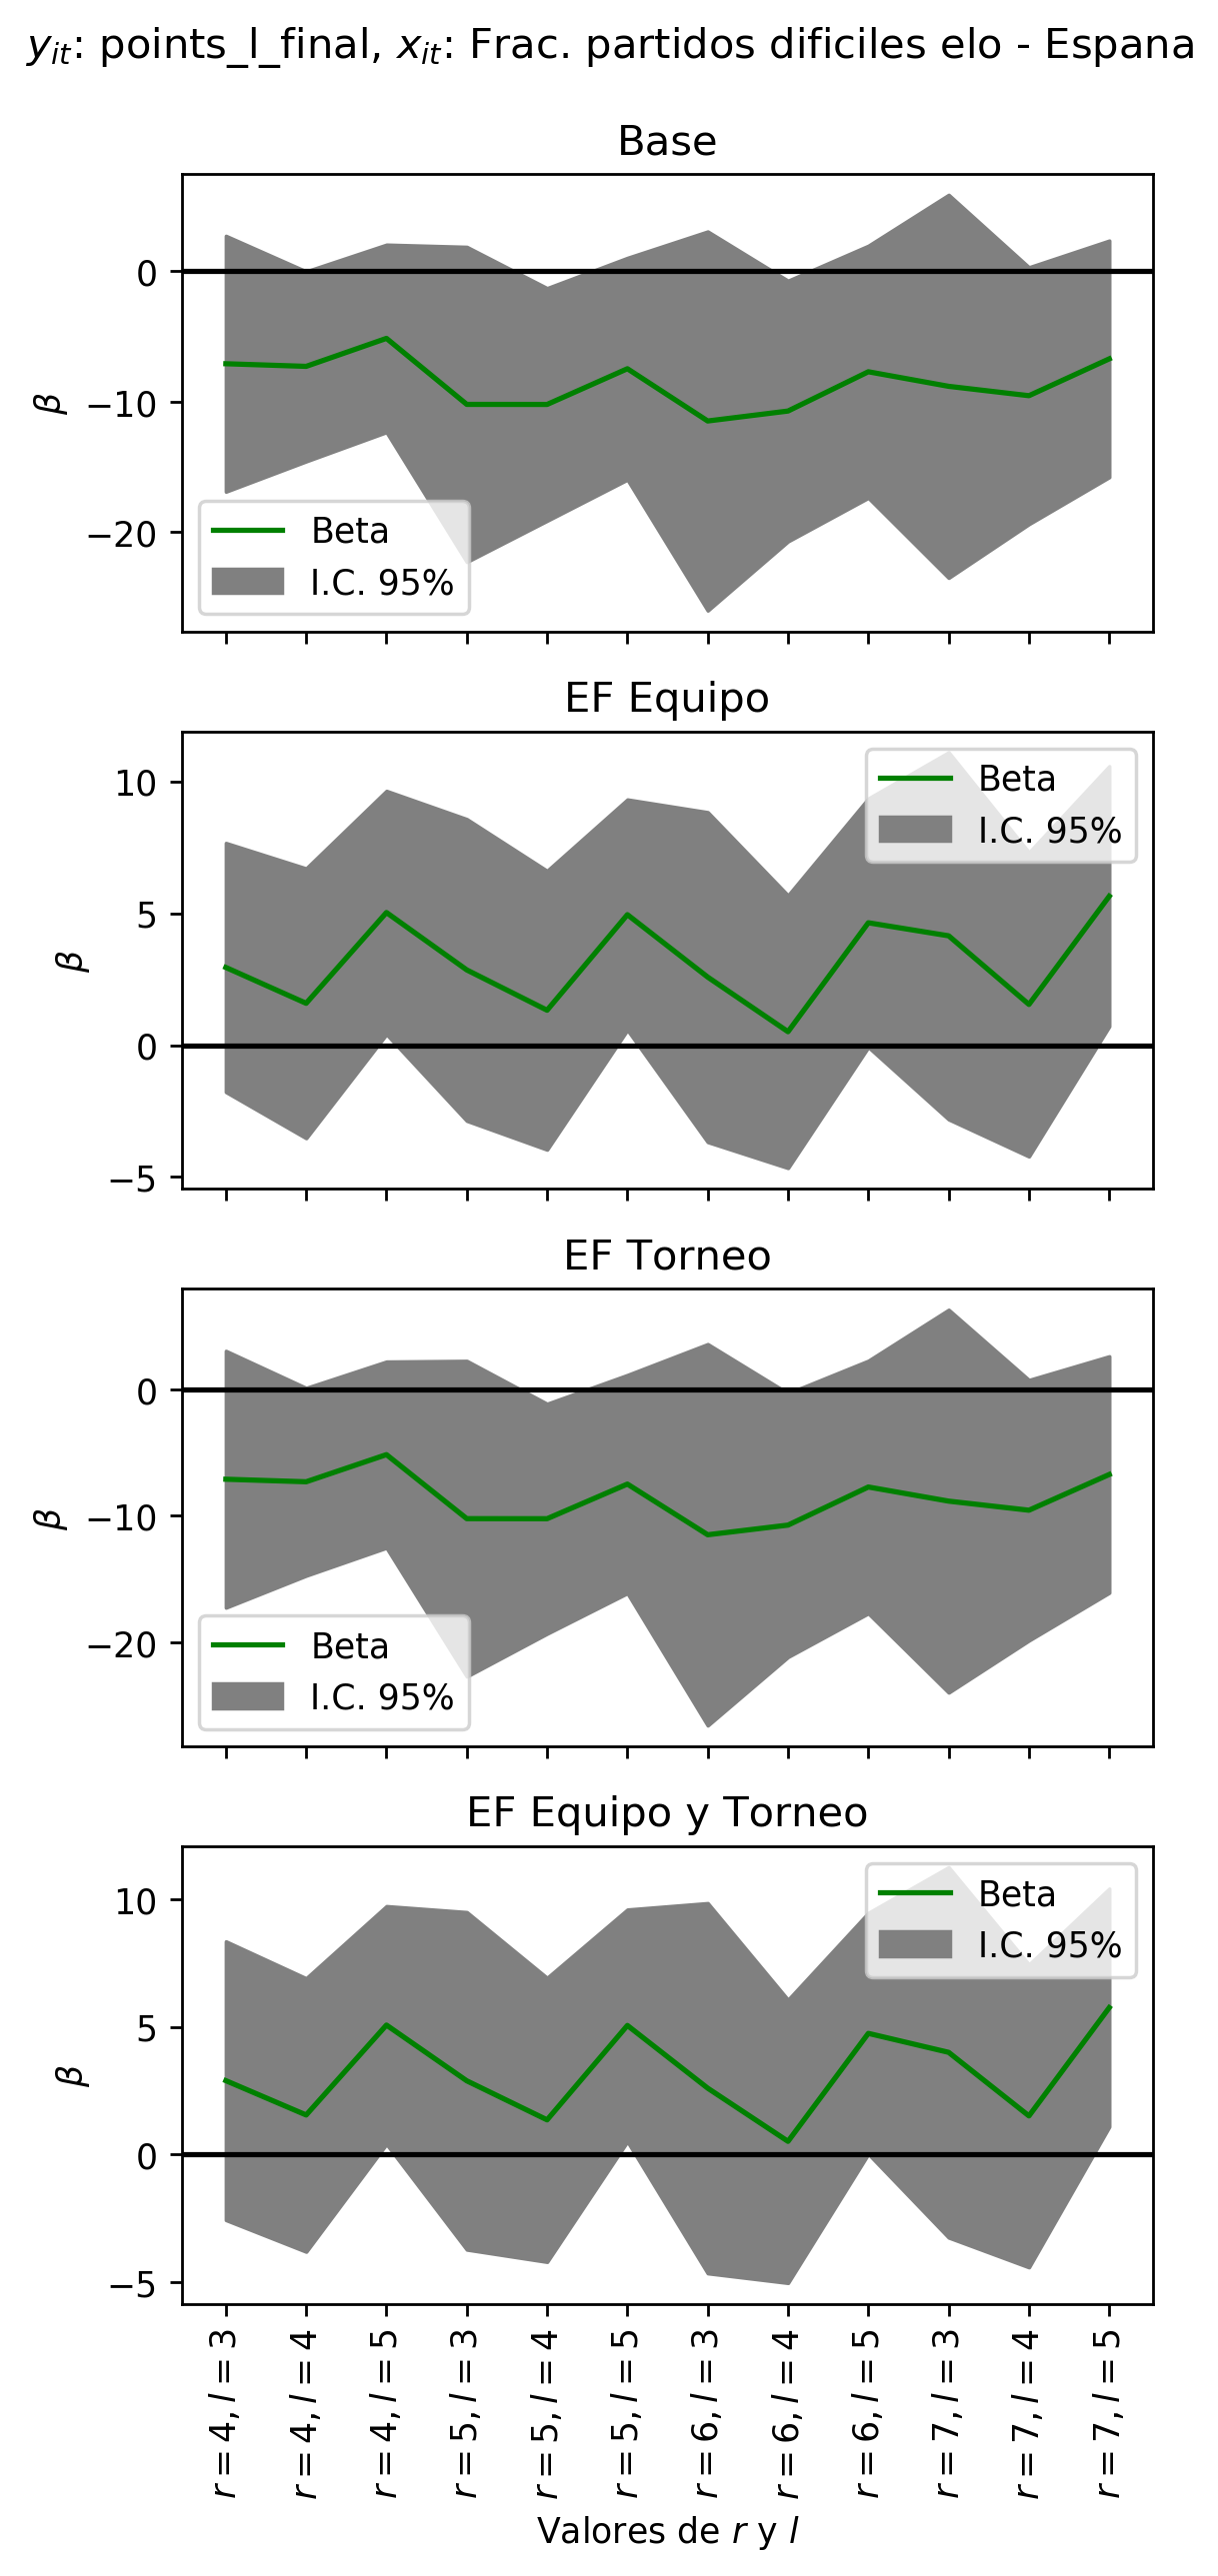 y_it: points_l_final, x_it: Frac. partidos dificiles elo - Espana
Base
0
−10
−20
β
Beta
I.C. 95%
EF Equipo
10
5
0
−5
β
Beta
I.C. 95%
EF Torneo
0
−10
−20
β
Beta
I.C. 95%
EF Equipo y Torneo
10
5
0
−5
β
Beta
I.C. 95%
r = 4, l = 3
r = 4, l = 4
r = 4, l = 5
r = 5, l = 3
r = 5, l = 4
r = 5, l = 5
r = 6, l = 3
r = 6, l = 4
r = 6, l = 5
r = 7, l = 3
r = 7, l = 4
r = 7, l = 5
Valores de r y l